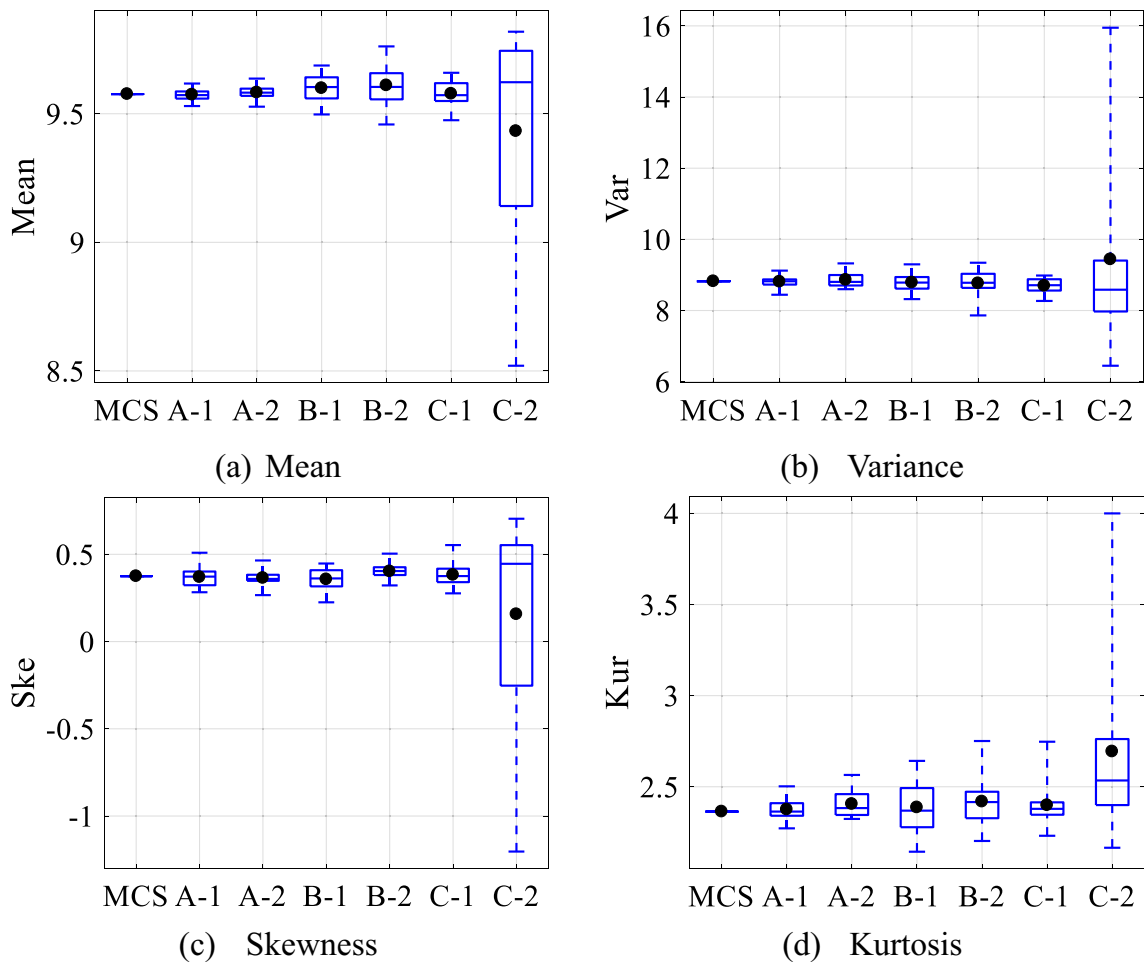 Mean
9.5
9
8.5
MCS A-1 A-2 B-1 B-2 C-1 C-2
(a) Mean
Var
16
14
12
10
8
6
MCS A-1 A-2 B-1 B-2 C-1 C-2
(b) Variance
Ske
0.5
0
-0.5
-1
MCS A-1 A-2 B-1 B-2 C-1 C-2
(c) Skewness
Kur
4
3.5
3
2.5
MCS A-1 A-2 B-1 B-2 C-1 C-2
(d) Kurtosis